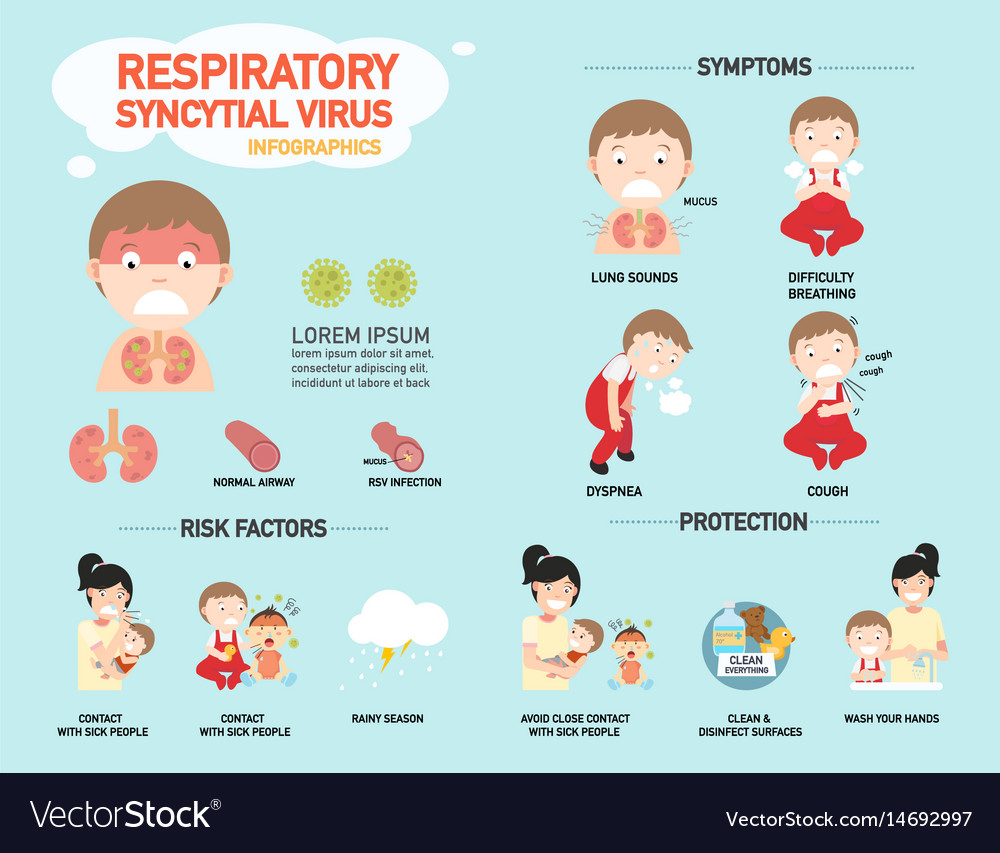 RESPIRATORY
SYNCYTIAL VIRUS
INFOGRAPHICS
LOREM IPSUM
lorem ipsum dolor sit amet,
consectetur adipiscing elit.
incididunt ut labore et back
NORMAL AIRWAY
MUCUS
RSV INFECTION
SYMPTOMS
MUCUS
LUNG SOUNDS
DIFFICULTY
BREATHING
DYSPNEA
cough
cough
COUGH
RISK FACTORS
CONTACT
WITH SICK PEOPLE
CONTACT
WITH SICK PEOPLE
RAINY SEASON
PROTECTION
AVOID CLOSE CONTACT
WITH SICK PEOPLE
Alcohol
70°
CLEAN
EVERYTHING
CLEAN &
DISINFECT SURFACES
WASH YOUR HANDS
VectorStock®
VectorStock.com/14692997